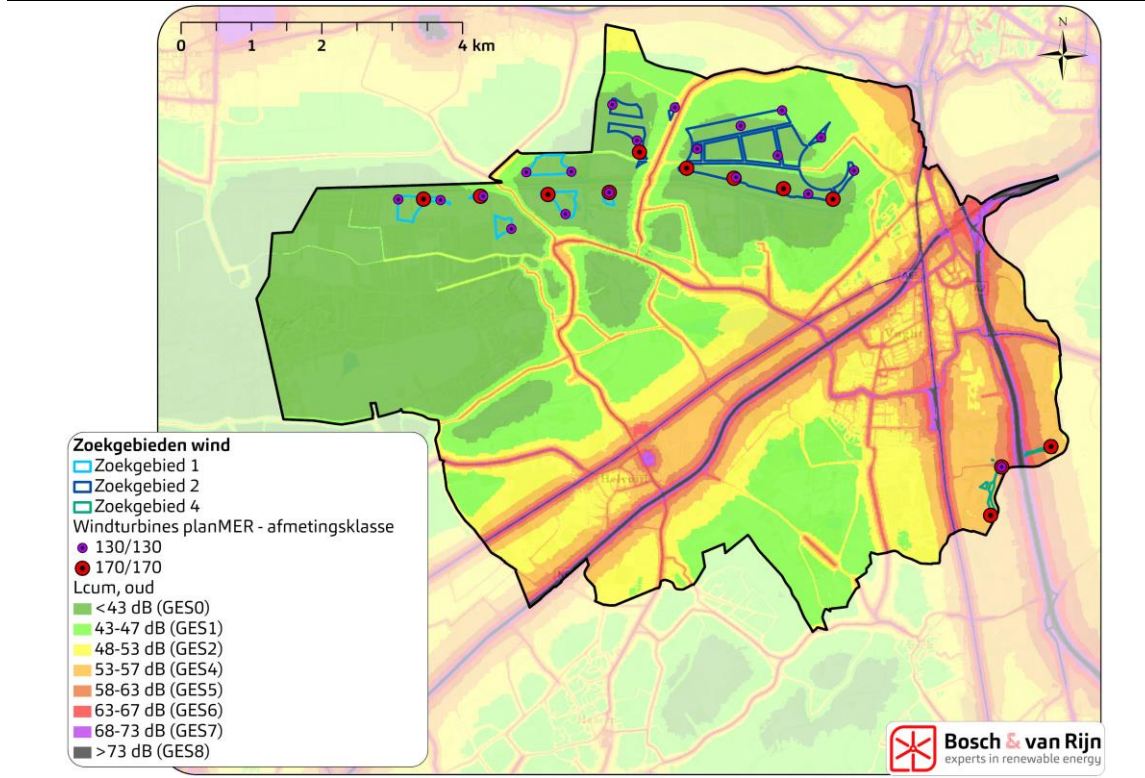 0 1 2 4 km
N
Vught
Helvoirt
Zoekgebieden wind
Zoekgebied 1
Zoekgebied 2
Zoekgebied 4
Windturbines planMER - afmetingsklasse
130/130
170/170
Lcum, oud
<43 dB (GES0)
43-47 dB (GES1)
48-53 dB (GES2)
53-57 dB (GES4)
58-63 dB (GES5)
63-67 dB (GES6)
68-73 dB (GES7)
>73 dB (GES8)
Bosch & van Rijn
experts in renewable energy